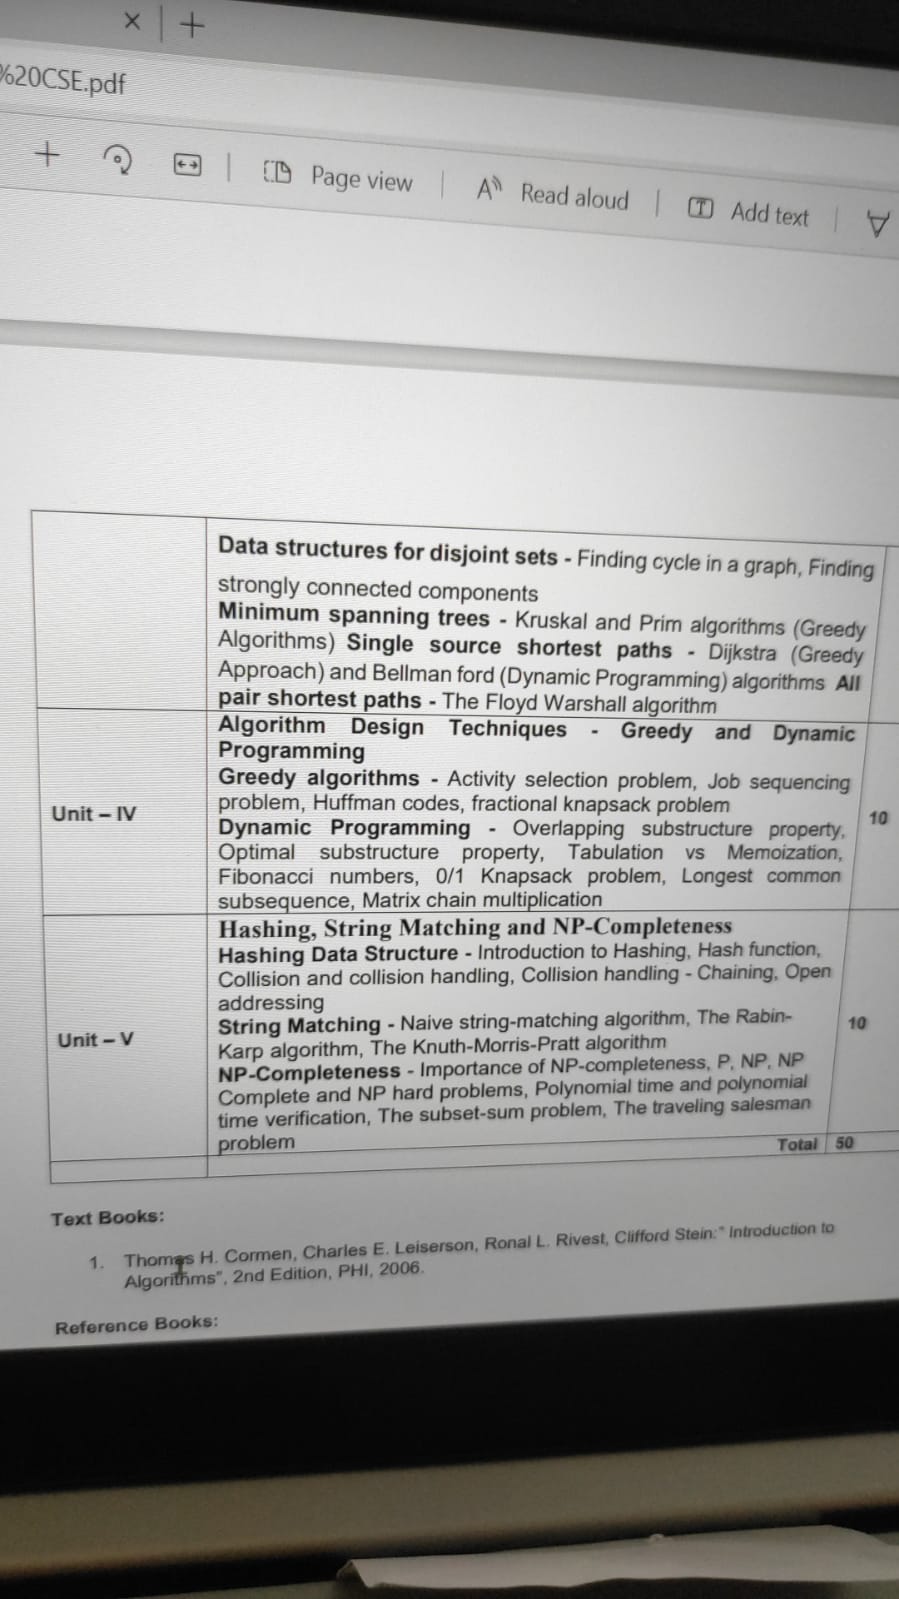 %20CSE.pdf
Page view
Read aloud
Add text
Data structures for disjoint sets - Finding cycle in a graph, Finding
strongly connected components
Minimum spanning trees - Kruskal and Prim algorithms (Greedy
Algorithms) Single source shortest paths - Dijkstra (Greedy
Approach) and Bellman ford (Dynamic Programming) algorithms All
pair shortest paths - The Floyd Warshall algorithm
Unit – IV
Algorithm Design Techniques - Greedy and Dynamic
Programming
Greedy algorithms - Activity selection problem, Job sequencing
problem, Huffman codes, fractional knapsack problem
Dynamic Programming - Overlapping substructure property,
Optimal substructure property, Tabulation vs Memoization,
Fibonacci numbers, 0/1 Knapsack problem, Longest common
subsequence, Matrix chain multiplication
10
Unit – V
Hashing, String Matching and NP-Completeness
Hashing Data Structure - Introduction to Hashing, Hash function,
Collision and collision handling, Collision handling - Chaining, Open
addressing
String Matching - Naive string-matching algorithm, The Rabin-
Karp algorithm, The Knuth-Morris-Pratt algorithm
NP-Completeness - Importance of NP-completeness, P, NP, NP
Complete and NP hard problems, Polynomial time and polynomial
time verification, The subset-sum problem, The traveling salesman
problem
10
Total 50
Text Books:
1. Thomas H. Cormen, Charles E. Leiserson, Ronal L. Rivest, Clifford Stein:" Introduction to
Algorithms", 2nd Edition, PHI, 2006.
Reference Books: